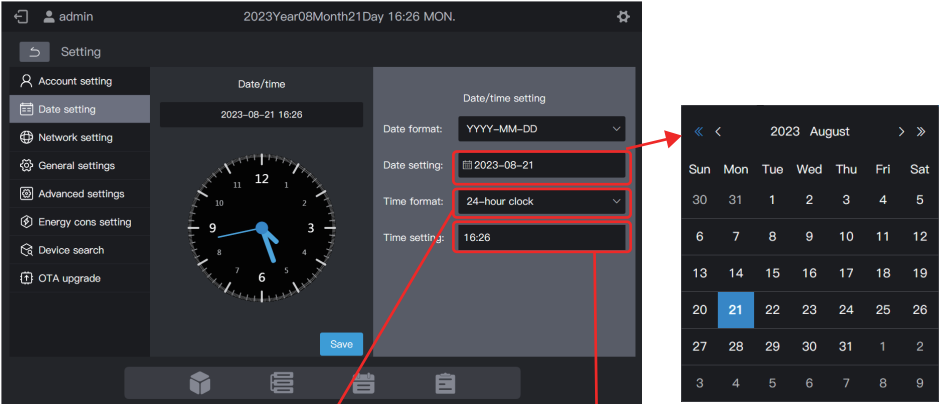 admin
2023Year08Month21Day 16:26 MON.
Setting
Account setting
Date setting
Network setting
General settings
Advanced settings
Energy cons setting
Device search
OTA upgrade
Date/time
2023-08-21 16:26
12
1
2
3
4
5
6
7
8
9
10
11
Save
Date/time setting
Date format: YYYY-MM-DD
Date setting: 2023-08-21
Time format: 24-hour clock
Time setting: 16:26
« < 2023 August > »
Sun Mon Tue Wed Thu Fri Sat
30 31 1 2 3 4 5
6 7 8 9 10 11 12
13 14 15 16 17 18 19
20 21 22 23 24 25 26
27 28 29 30 31 1 2
3 4 5 6 7 8 9